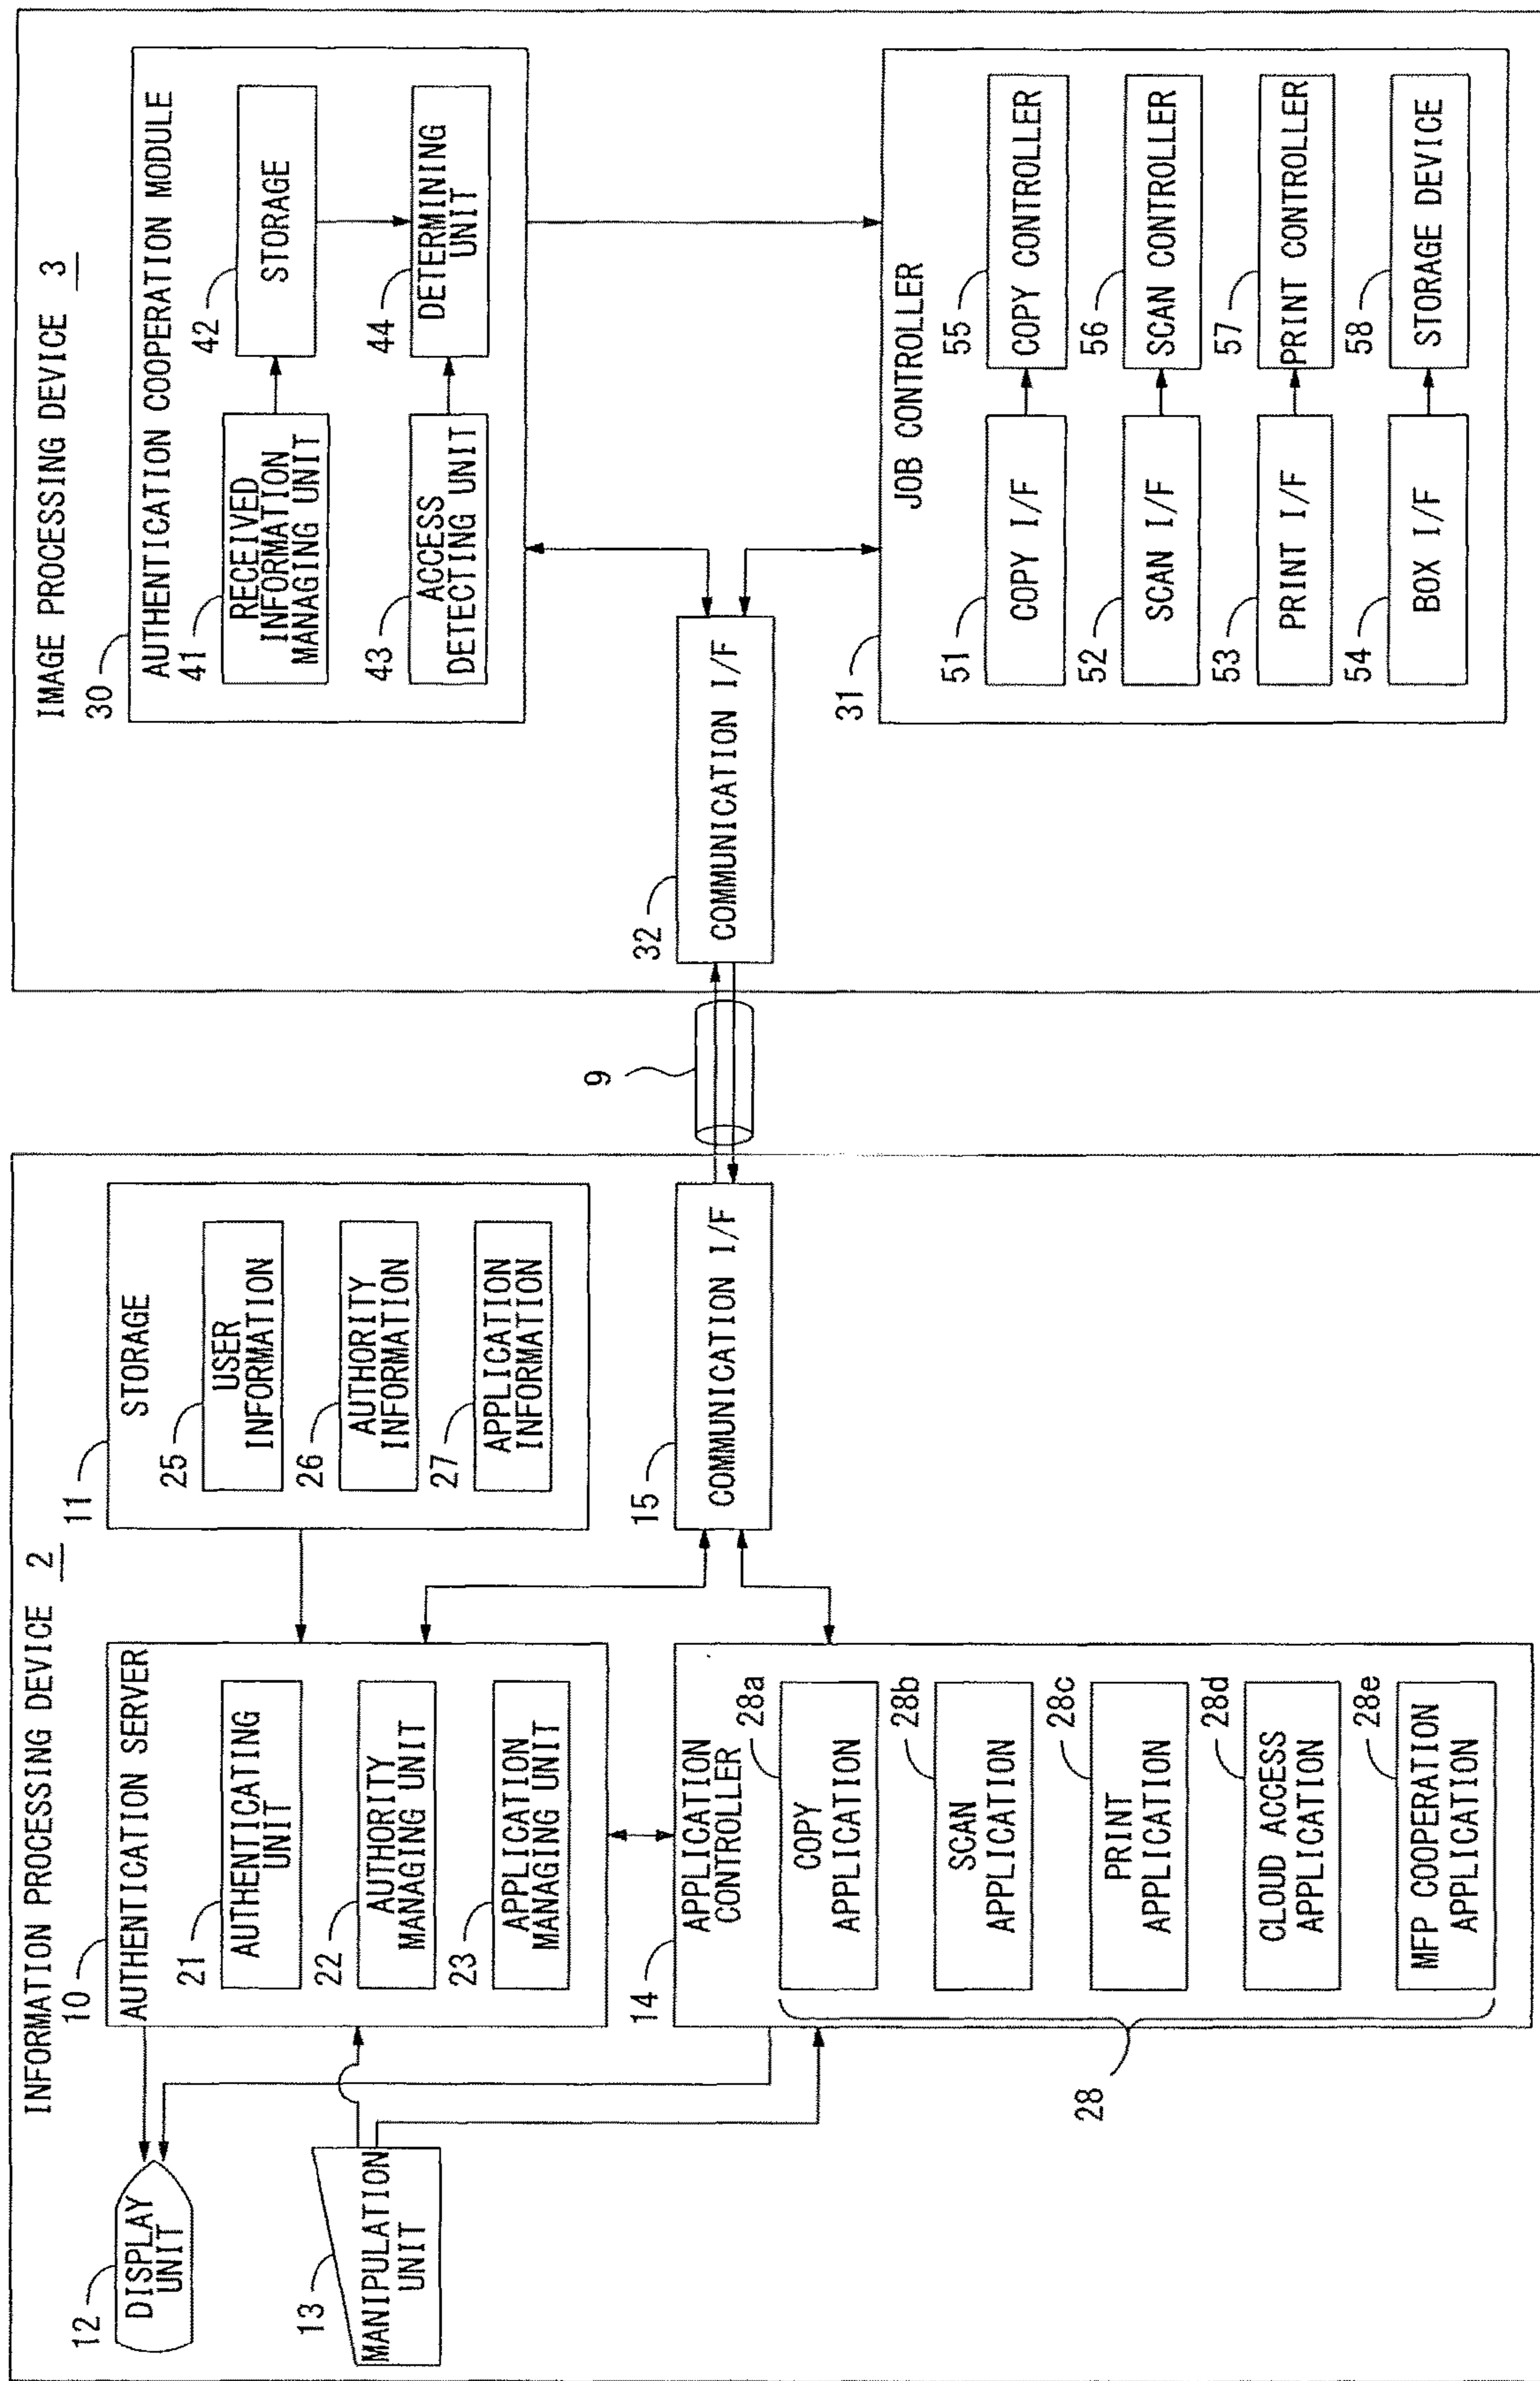 INFORMATION PROCESSING DEVICE 2
12
DISPLAY
UNIT
13
MANIPULATION
UNIT
10
AUTHENTICATION SERVER
21
AUTHENTICATING
UNIT
22
AUTHORITY
MANAGING UNIT
23
APPLICATION
MANAGING UNIT
11
STORAGE
25
USER
INFORMATION
26
AUTHORITY
INFORMATION
27
APPLICATION
INFORMATION
14
APPLICATION
CONTROLLER
28a
COPY
APPLICATION
28b
SCAN
APPLICATION
28c
PRINT
APPLICATION
28d
CLOUD ACCESS
APPLICATION
28e
MFP COOPERATION
APPLICATION
28
15
COMMUNICATION I/F
9
IMAGE PROCESSING DEVICE 3
30
AUTHENTICATION COOPERATION MODULE
41
RECEIVED
INFORMATION
MANAGING UNIT
42
STORAGE
43
ACCESS
DETECTING UNIT
44
DETERMINING
UNIT
32
COMMUNICATION I/F
31
JOB CONTROLLER
51
COPY I/F
55
COPY CONTROLLER
52
SCAN I/F
56
SCAN CONTROLLER
53
PRINT I/F
57
PRINT CONTROLLER
54
BOX I/F
58
STORAGE DEVICE